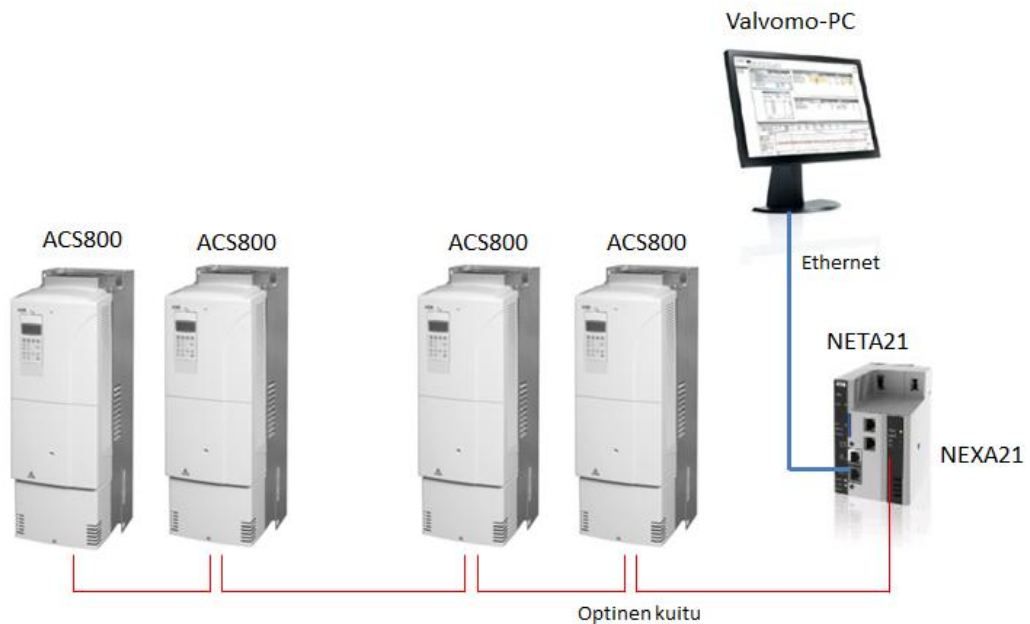 Valvomo-PC
ACS800
ACS800
ACS800
ACS800
Ethernet
NETA21
NEXA21
Optinen kuitu